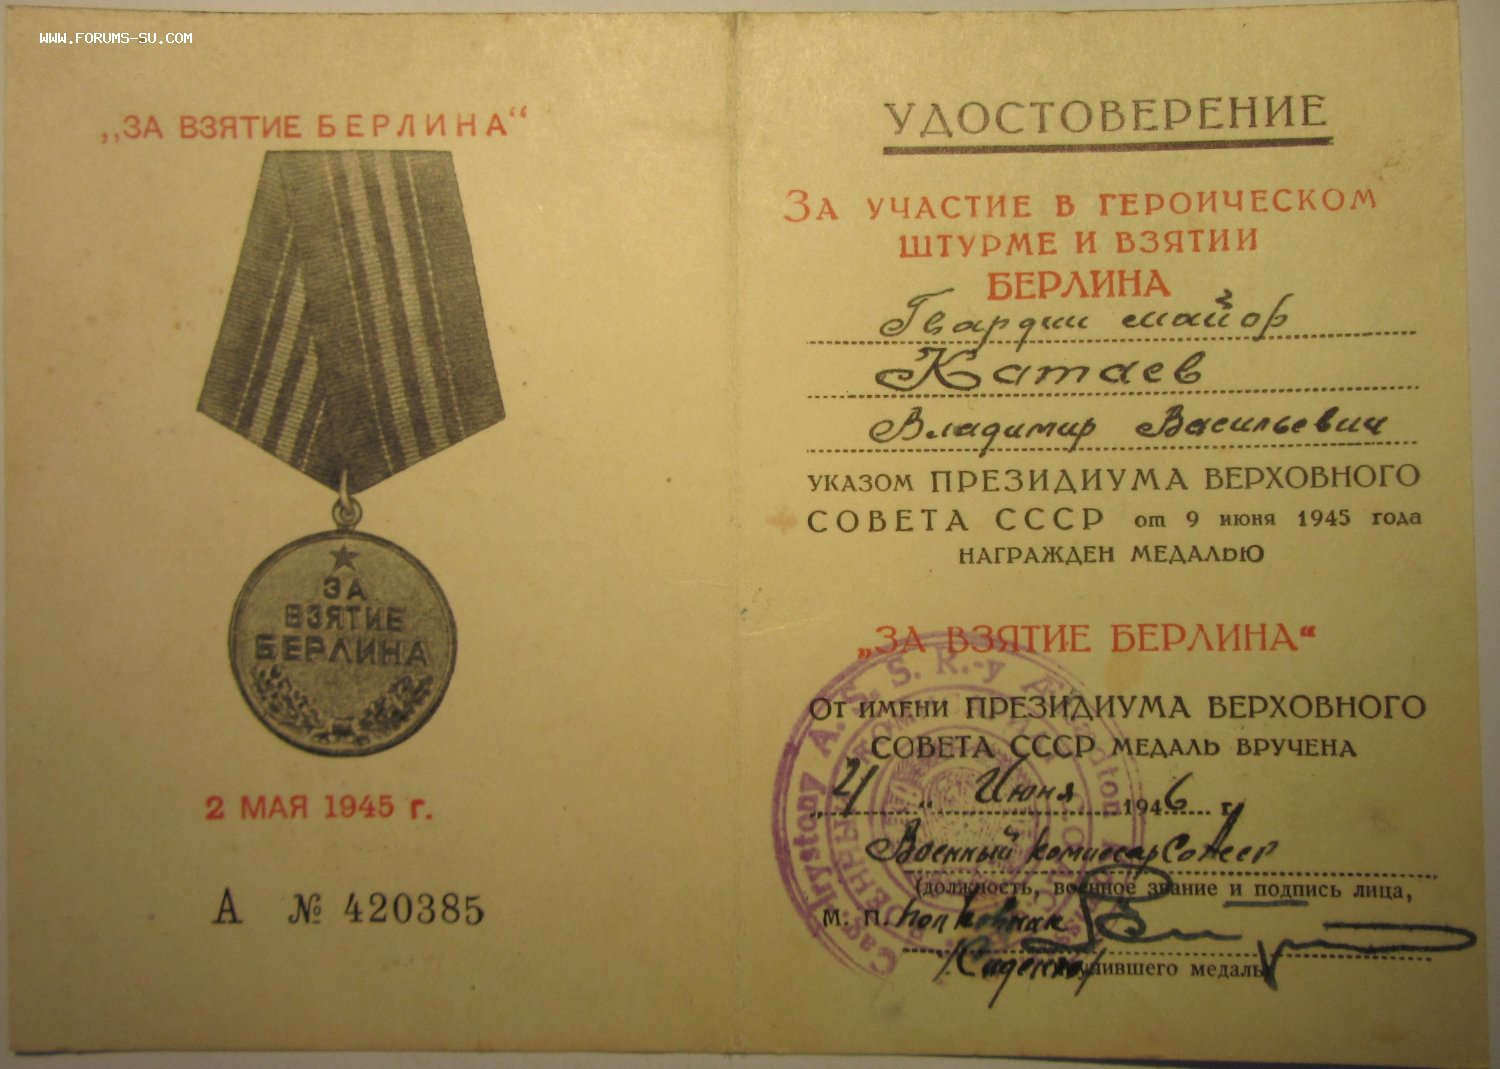 WWW.FORUMS-SU.COM
„ЗА ВЗЯТИЕ БЕРЛИНА“
ЗА
ВЗЯТИЕ
БЕРЛИНА
2 МАЯ 1945 г.
А № 420385
УДОСТОВЕРЕНИЕ
ЗА УЧАСТИЕ В ГЕРОИЧЕСКОМ
ШТУРМЕ И ВЗЯТИИ
БЕРЛИНА
Гвардии майор
Катаев
Владимир Васильевич
УКАЗОМ ПРЕЗИДИУМА ВЕРХОВНОГО
СОВЕТА СССР от 9 июня 1945 года
НАГРАЖДЕН МЕДАЛЬЮ
„ЗА ВЗЯТИЕ БЕРЛИНА“
ОТ ИМЕНИ ПРЕЗИДИУМА ВЕРХОВНОГО
СОВЕТА СССР МЕДАЛЬ ВРУЧЕНА
„21“ Июня 1946 г.
Военный комиссар
(должность, военное звание и подпись лица,
М. П. Полковник
вручившего медаль)